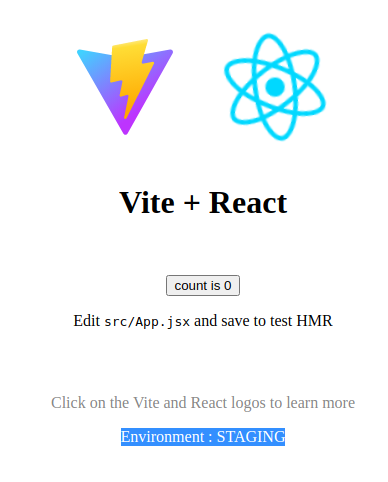 Vite + React
count is 0
Edit src/App.jsx and save to test HMR
Click on the Vite and React logos to learn more
Environment : STAGING